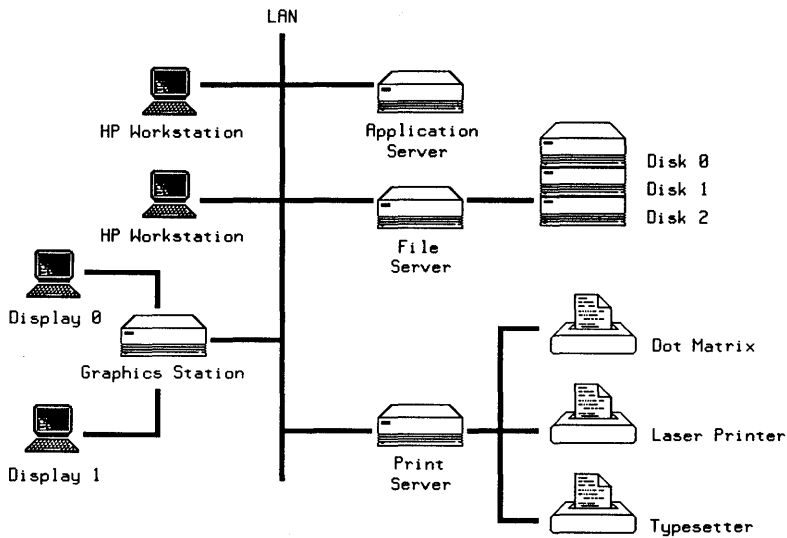 LAN
HP Workstation
Application
Server
HP Workstation
File
Server
Disk 0
Disk 1
Disk 2
Display 0
Graphics Station
Display 1
Print
Server
Dot Matrix
Laser Printer
Typesetter